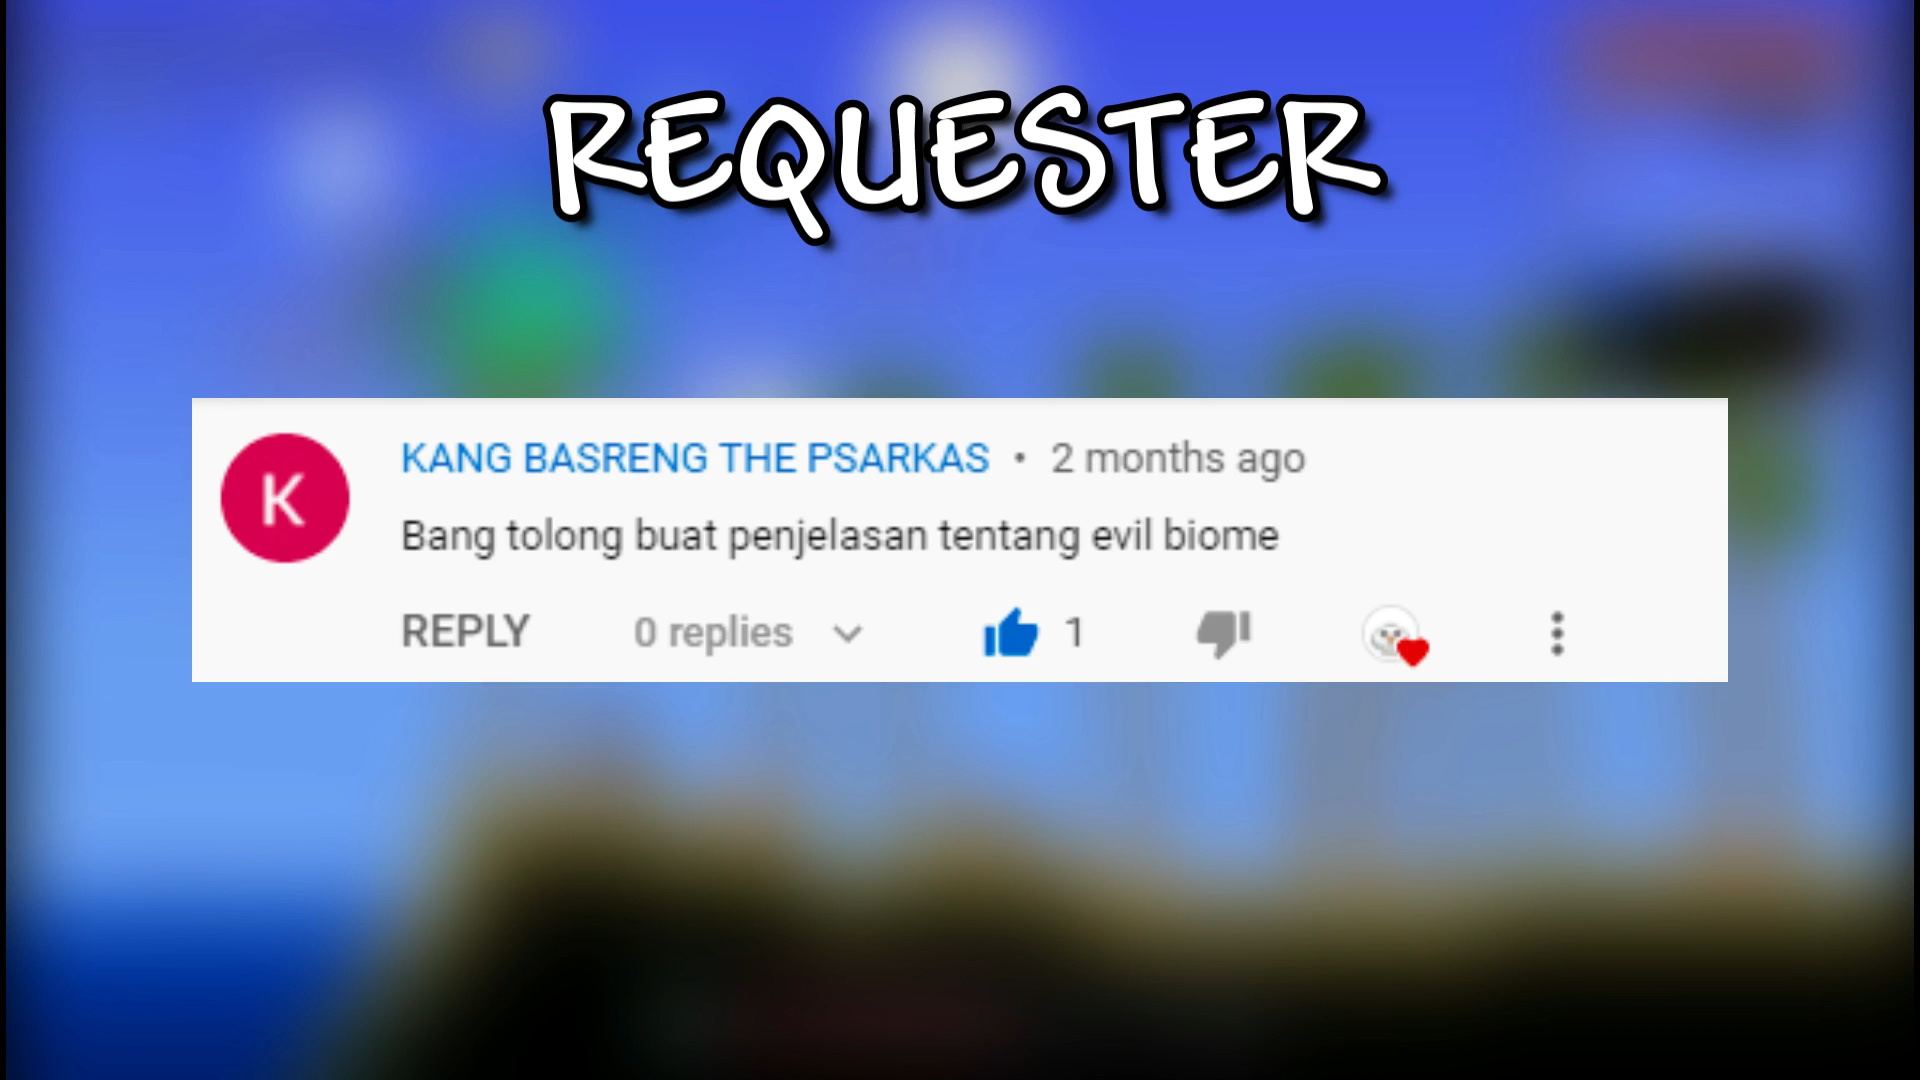 REQUESTER
K
KANG BASRENG THE PSARKAS • 2 months ago
Bang tolong buat penjelasan tentang evil biome
REPLY 0 replies 1